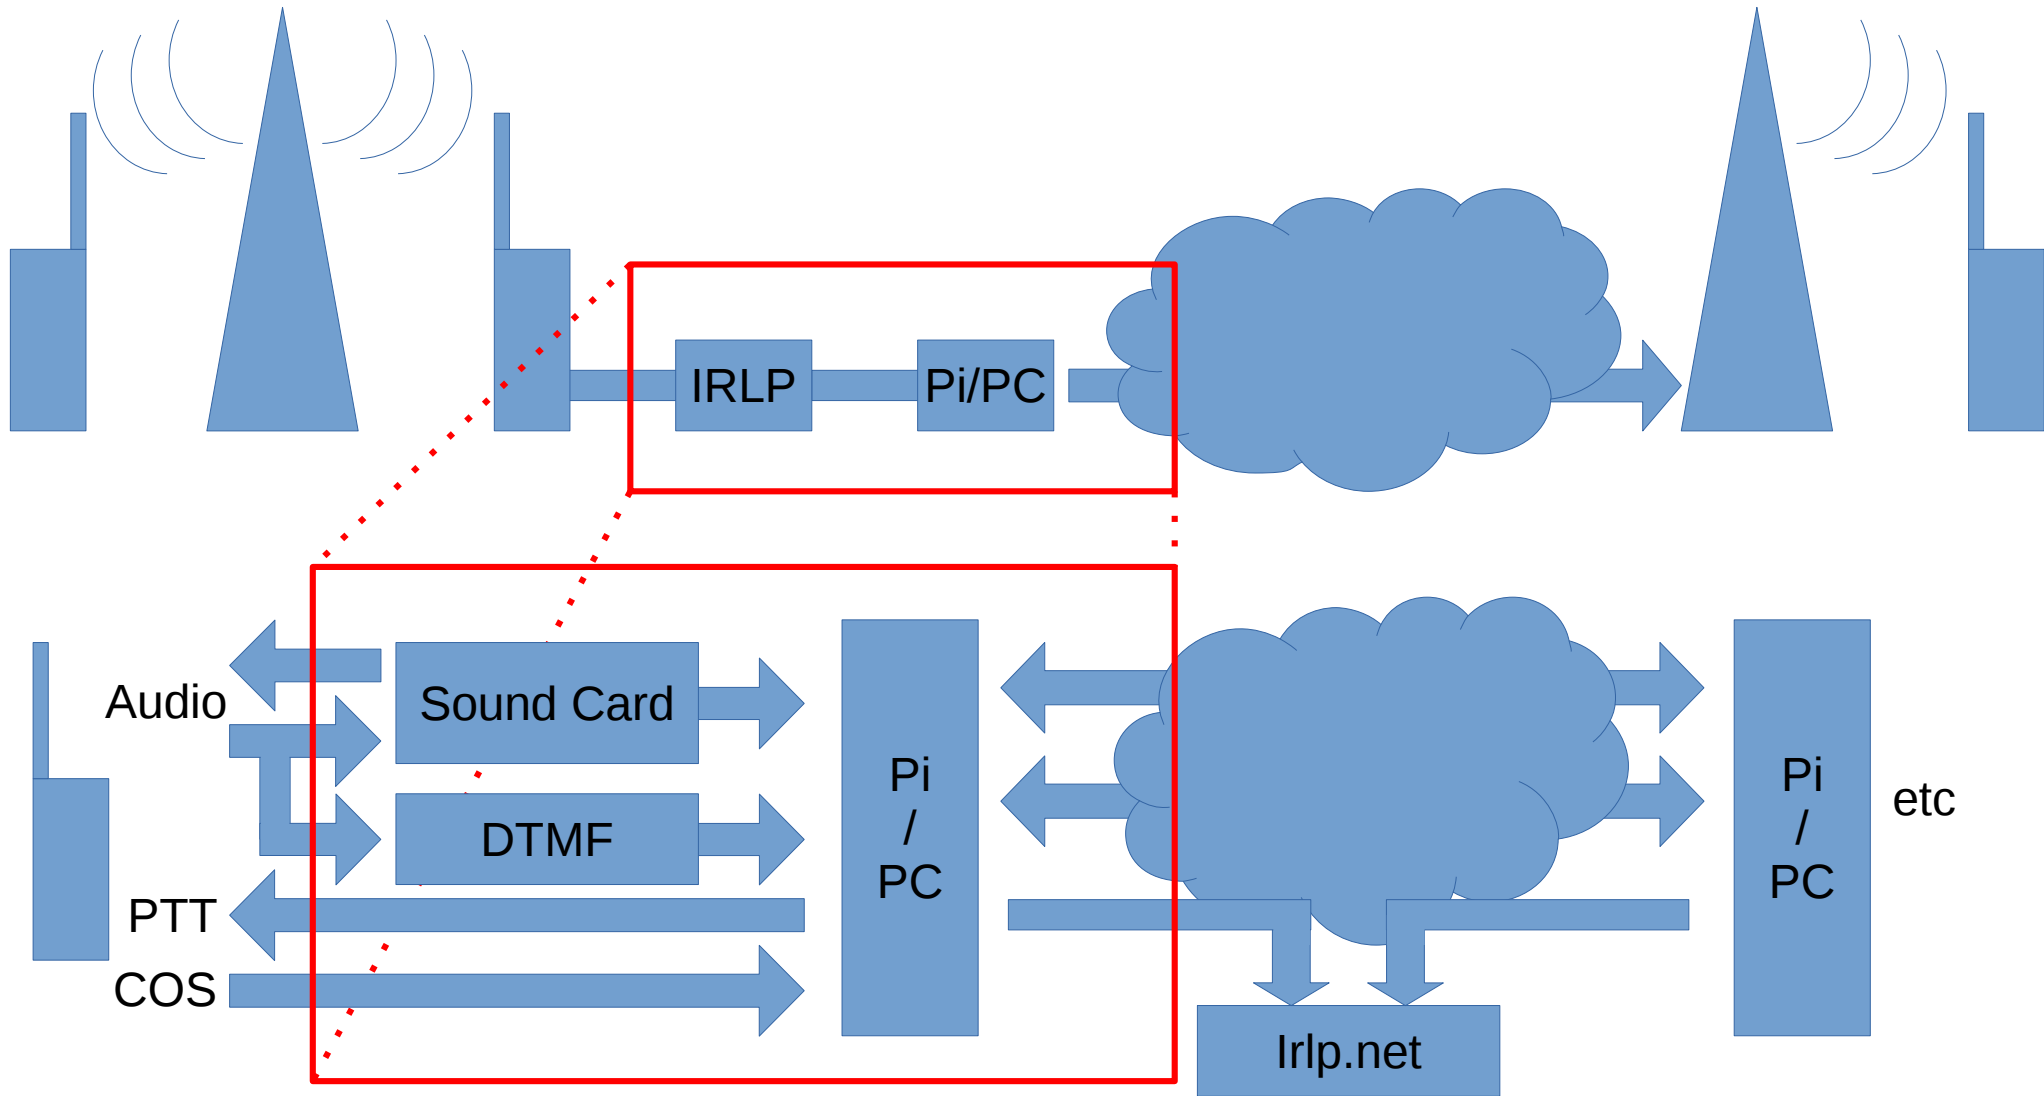 IRLP
Pi/PC
Audio
Sound Card
DTMF
PTT
COS
Pi
/
PC
Irlp.net
Pi
/
PC
etc